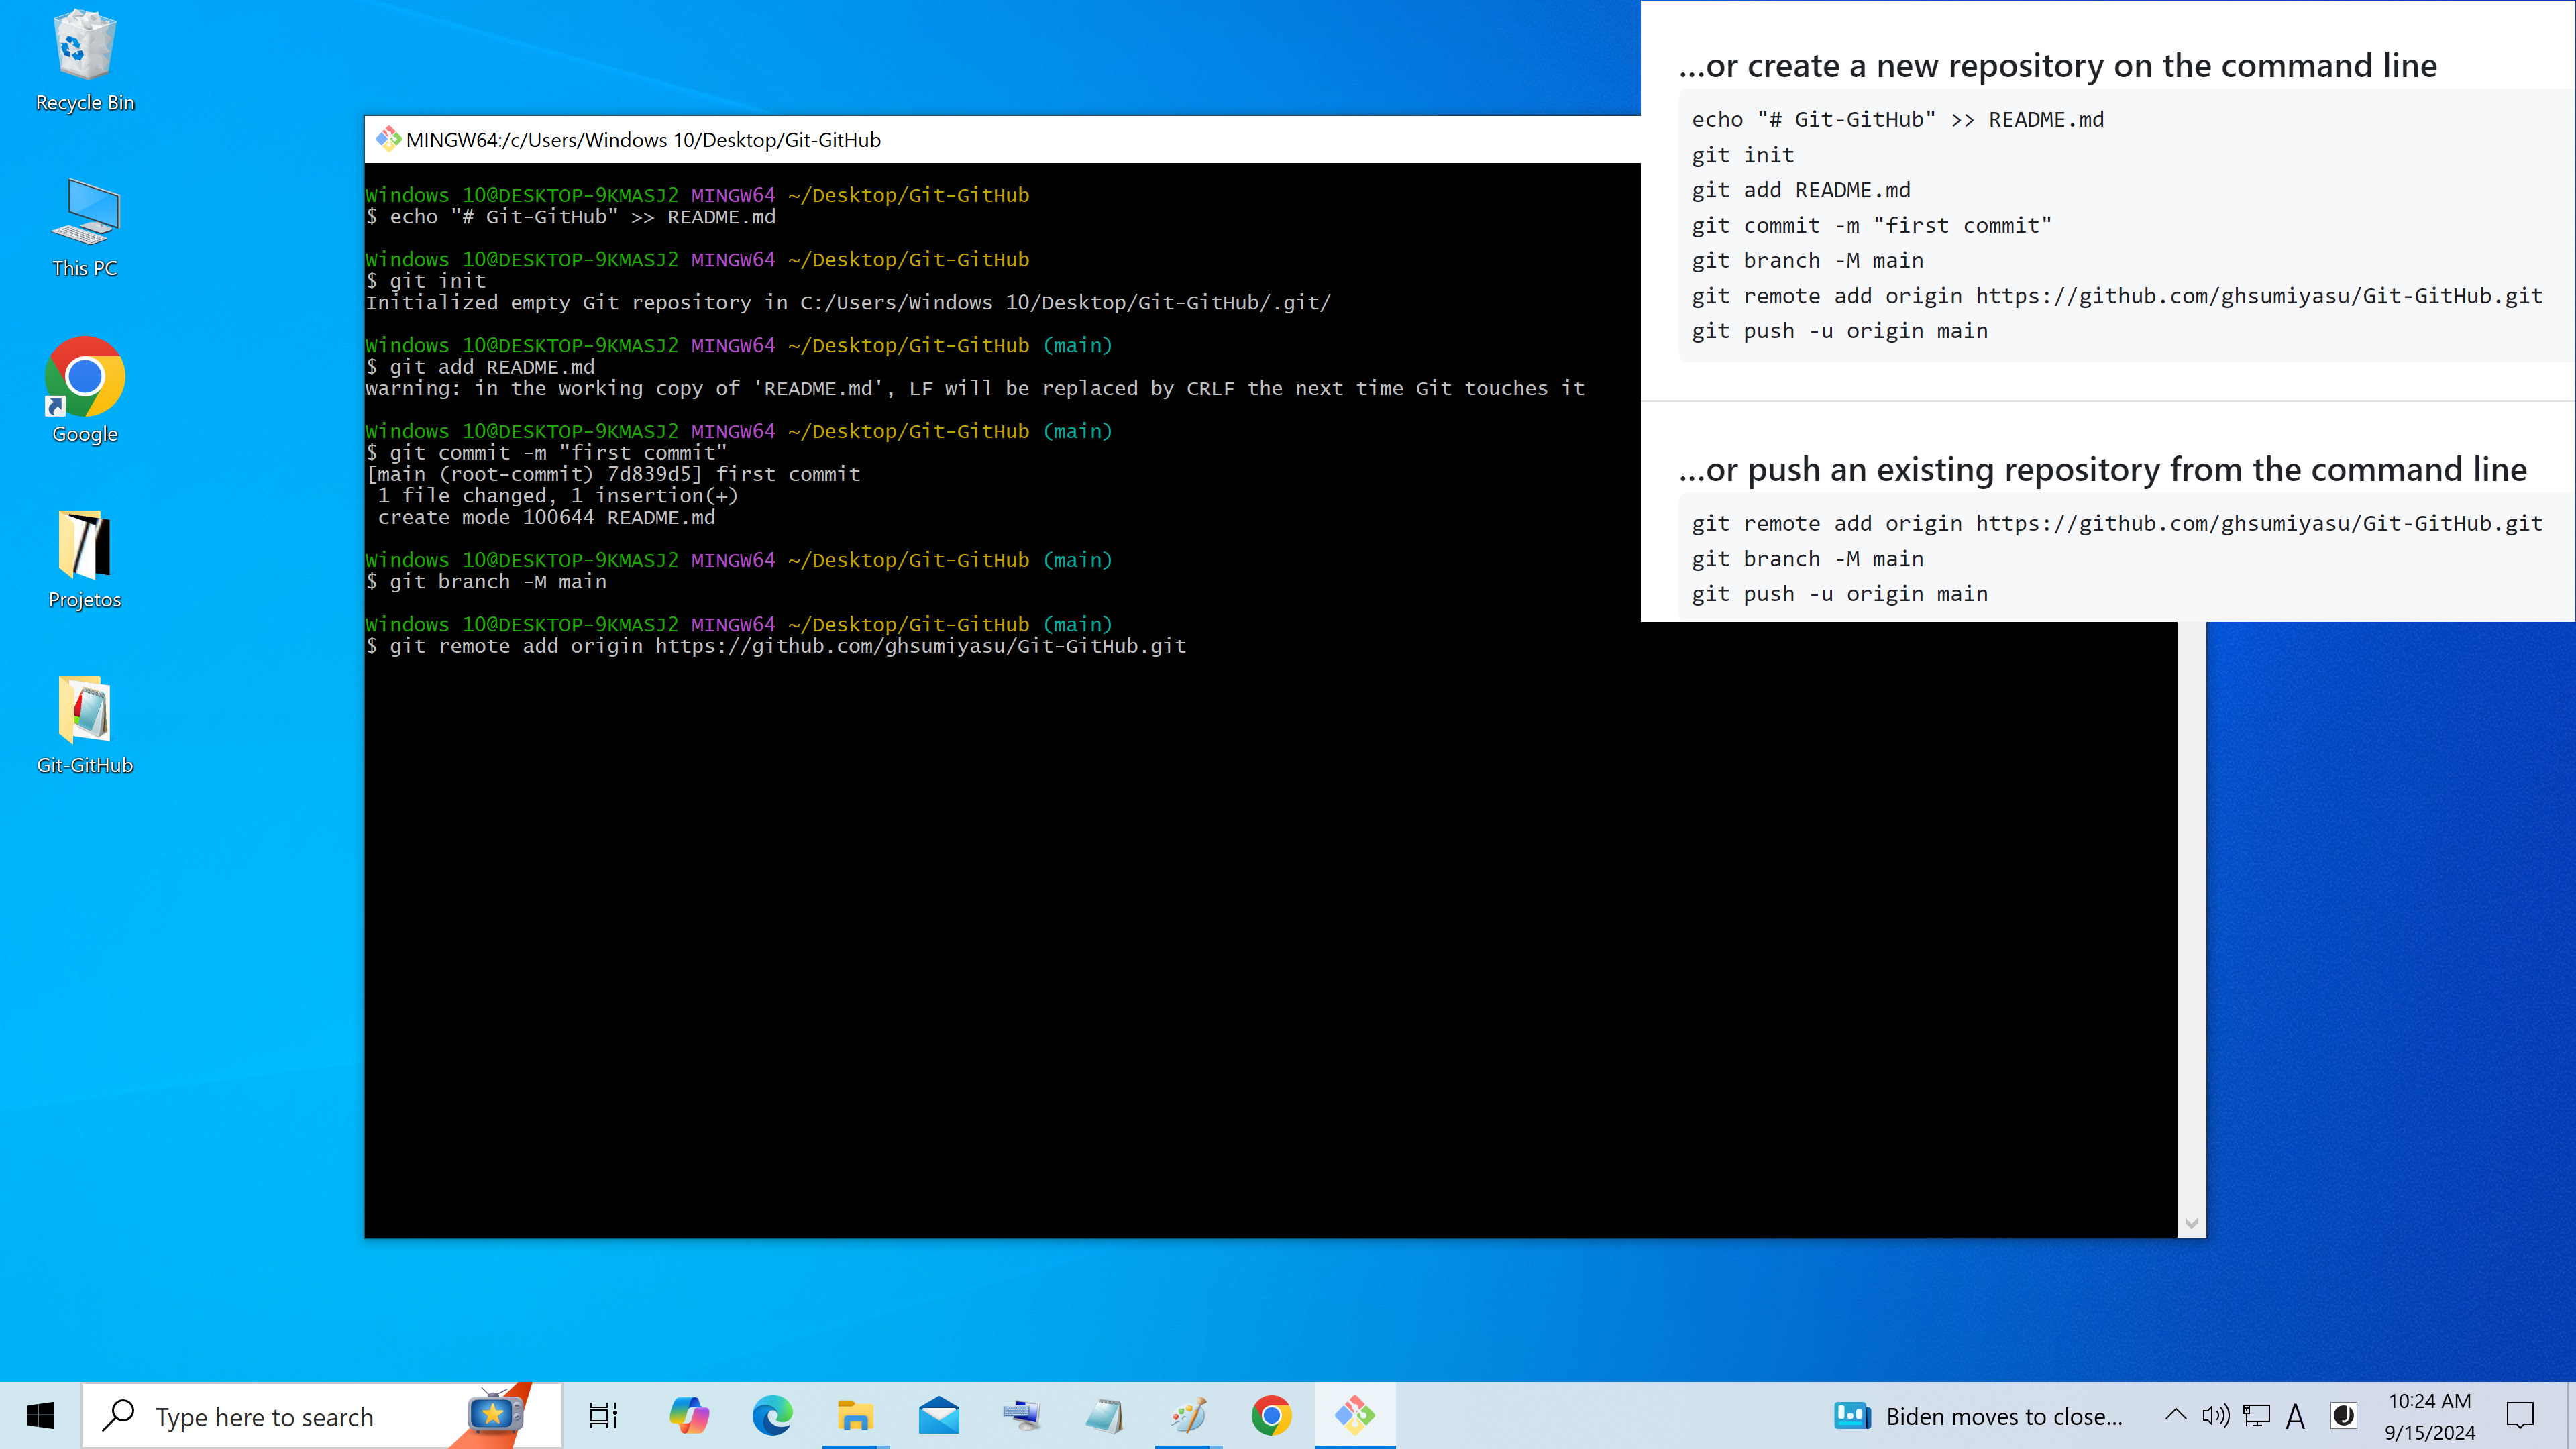 Recycle Bin
This PC
Google
Projetos
Git-GitHub
MINGW64:/c/Users/Windows 10/Desktop/Git-GitHub
Windows 10@DESKTOP-9KMASJ2 MINGW64 ~/Desktop/Git-GitHub
$ echo "# Git-GitHub" >> README.md
Windows 10@DESKTOP-9KMASJ2 MINGW64 ~/Desktop/Git-GitHub
$ git init
Initialized empty Git repository in C:/Users/Windows 10/Desktop/Git-GitHub/.git/
Windows 10@DESKTOP-9KMASJ2 MINGW64 ~/Desktop/Git-GitHub (main)
$ git add README.md
warning: in the working copy of 'README.md', LF will be replaced by CRLF the next time Git touches it
Windows 10@DESKTOP-9KMASJ2 MINGW64 ~/Desktop/Git-GitHub (main)
$ git commit -m "first commit"
[main (root-commit) 7d839d5] first commit
1 file changed, 1 insertion(+)
create mode 100644 README.md
Windows 10@DESKTOP-9KMASJ2 MINGW64 ~/Desktop/Git-GitHub (main)
$ git branch -M main
Windows 10@DESKTOP-9KMASJ2 MINGW64 ~/Desktop/Git-GitHub (main)
$ git remote add origin https://github.com/ghsumiyasu/Git-GitHub.git
...or create a new repository on the command line
echo "# Git-GitHub" >> README.md
git init
git add README.md
git commit -m "first commit"
git branch -M main
git remote add origin https://github.com/ghsumiyasu/Git-GitHub.git
git push -u origin main
...or push an existing repository from the command line
git remote add origin https://github.com/ghsumiyasu/Git-GitHub.git
git branch -M main
git push -u origin main
Type here to search
Biden moves to close...
A
J
10:24 AM
9/15/2024